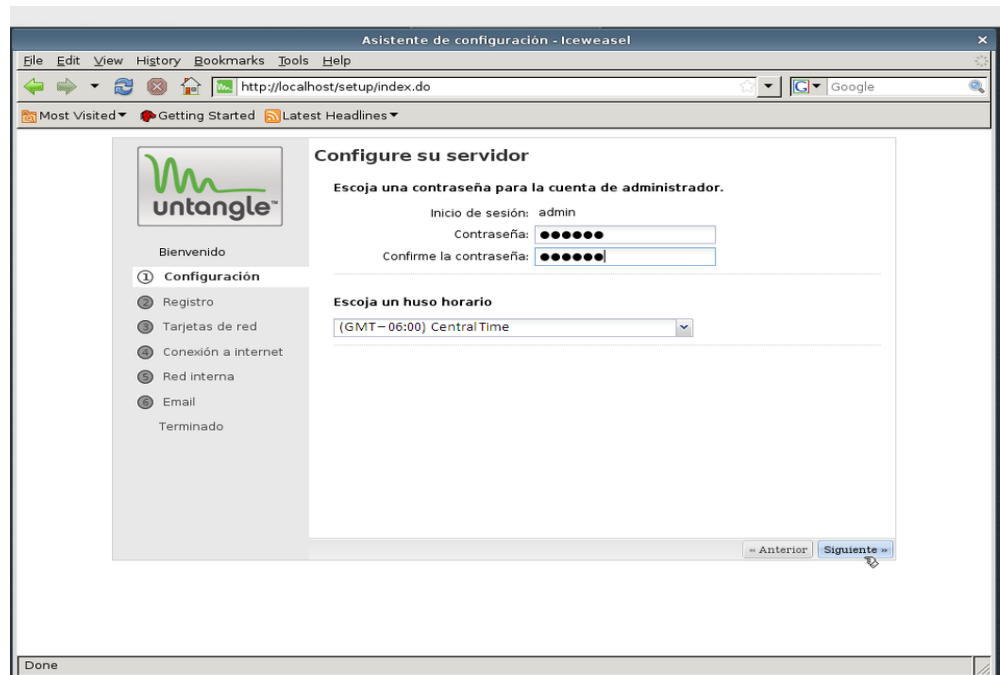 Asistente de configuración - Iceweasel
File Edit View History Bookmarks Tools Help
http://localhost/setup/index.do
G Google
Most Visited Getting Started Latest Headlines
untangle™
Bienvenido
1 Configuración
2 Registro
3 Tarjetas de red
4 Conexión a internet
5 Red interna
6 Email
Terminado
Configure su servidor
Escoja una contraseña para la cuenta de administrador.
Inicio de sesión: admin
Contraseña: ●●●●●●
Confirme la contraseña: ●●●●●●
Escoja un huso horario
(GMT−06:00) Central Time
« Anterior Siguiente »
Done